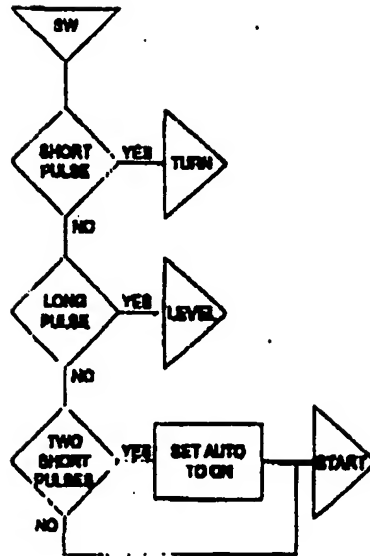 SW
SHORT
PULSE
YES
TURN
NO
LONG
PULSE
YES
LEVEL
NO
TWO
SHORT
PULSES
YES
SET AUTO
TO ON
START
NO